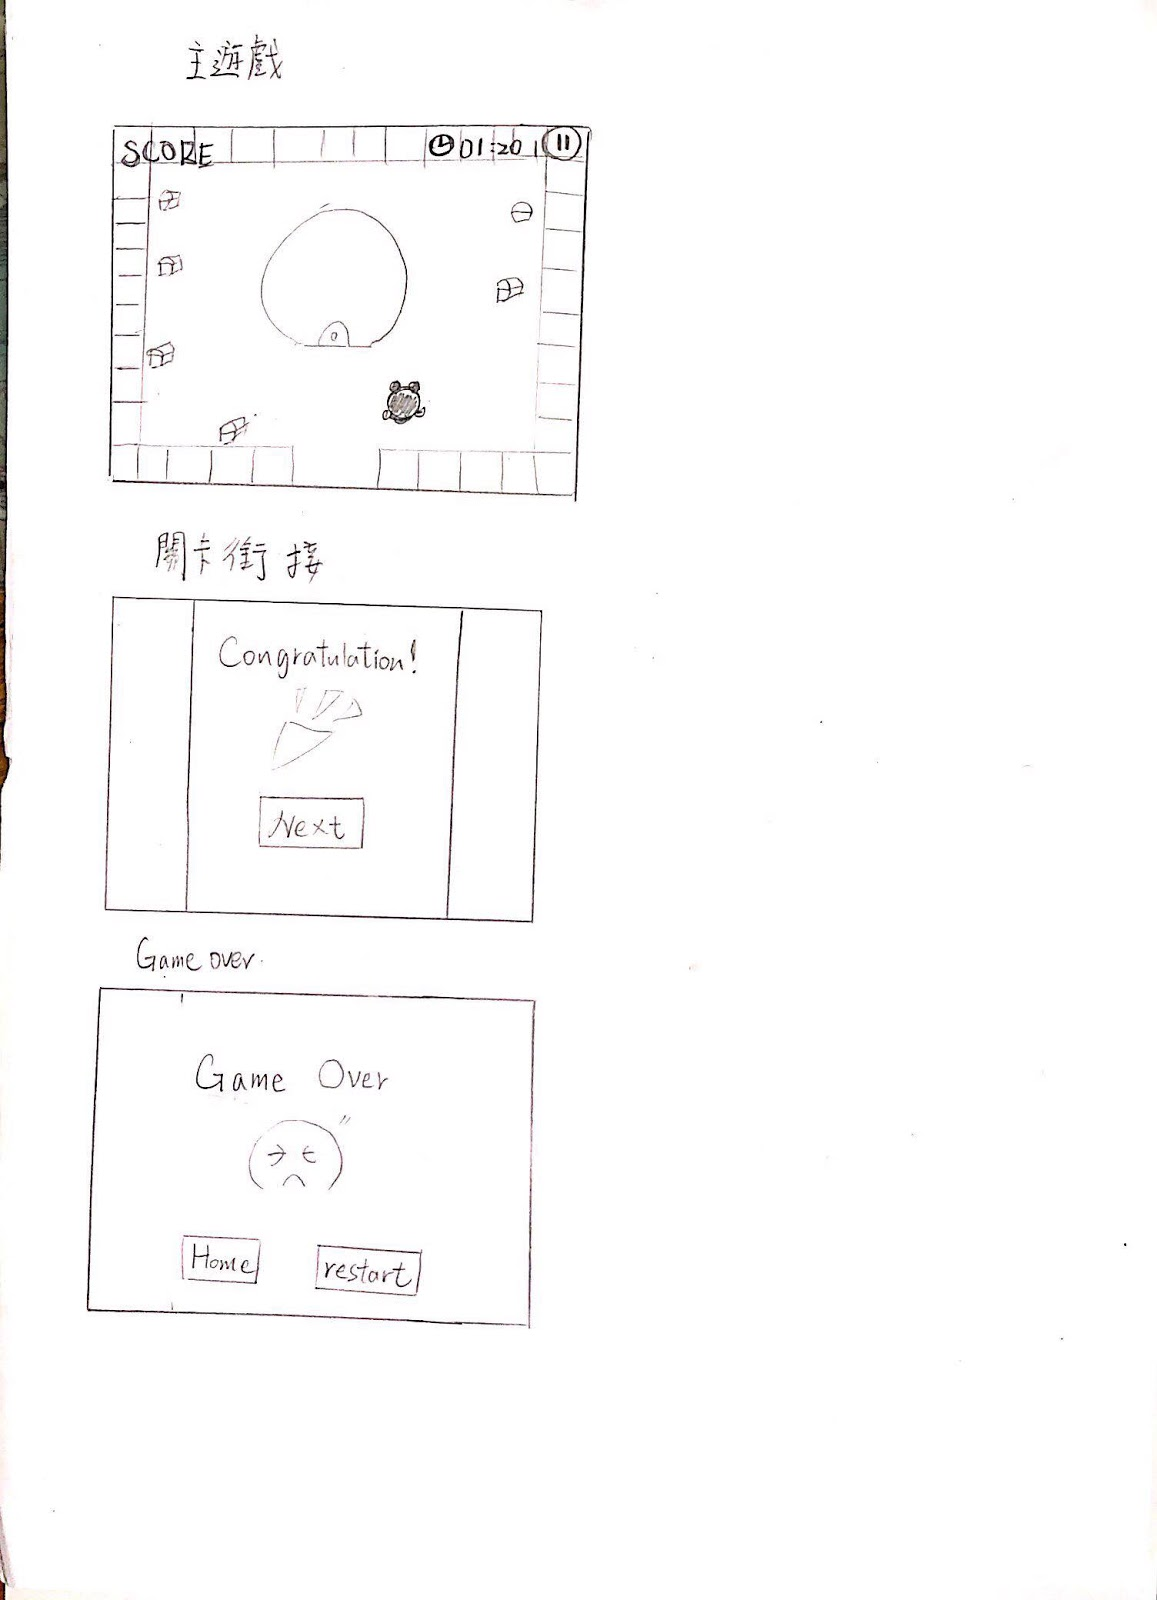 主遊戲
SCORE 01:20
關卡銜接
Congratulation!
Next
Game over.
Game Over
Home restart